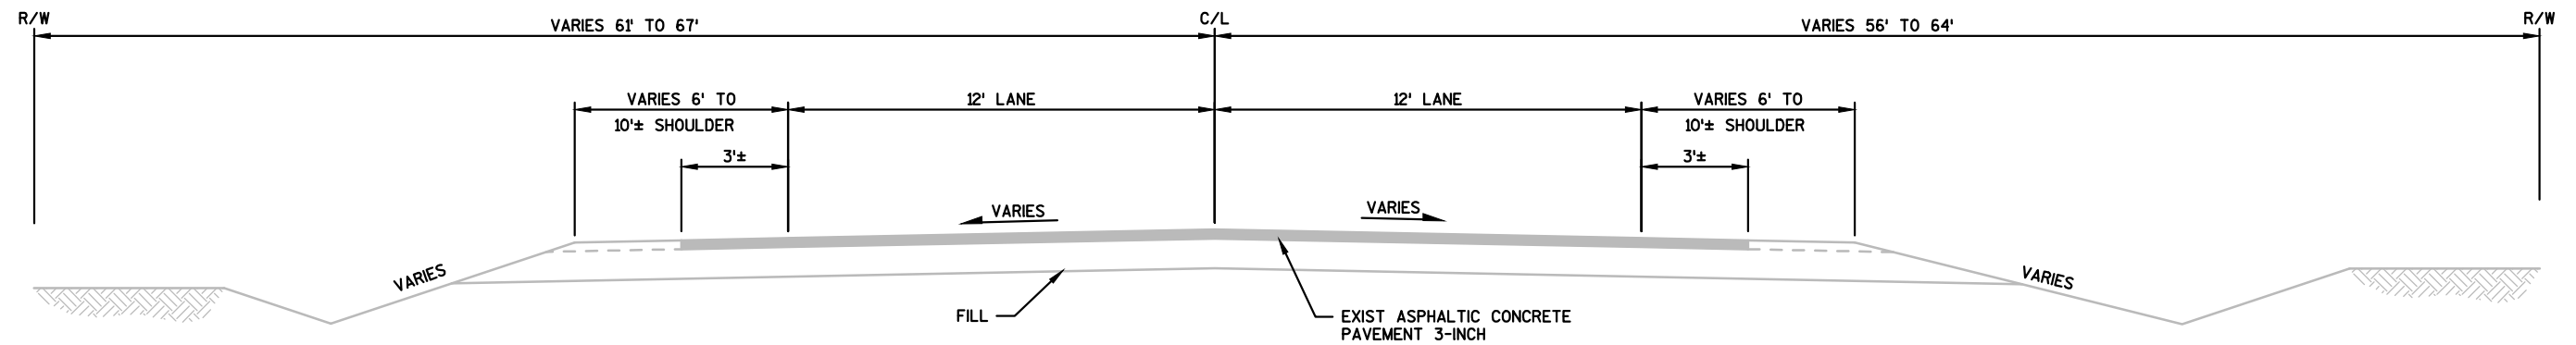 R/W
VARIES 61' TO 67'
C/L
VARIES 56' TO 64'
R/W
VARIES 6' TO
10'± SHOULDER
12' LANE
12' LANE
VARIES 6' TO
10'± SHOULDER
3'±
3'±
VARIES
VARIES
VARIES
VARIES
FILL
EXIST ASPHALTIC CONCRETE
PAVEMENT 3-INCH